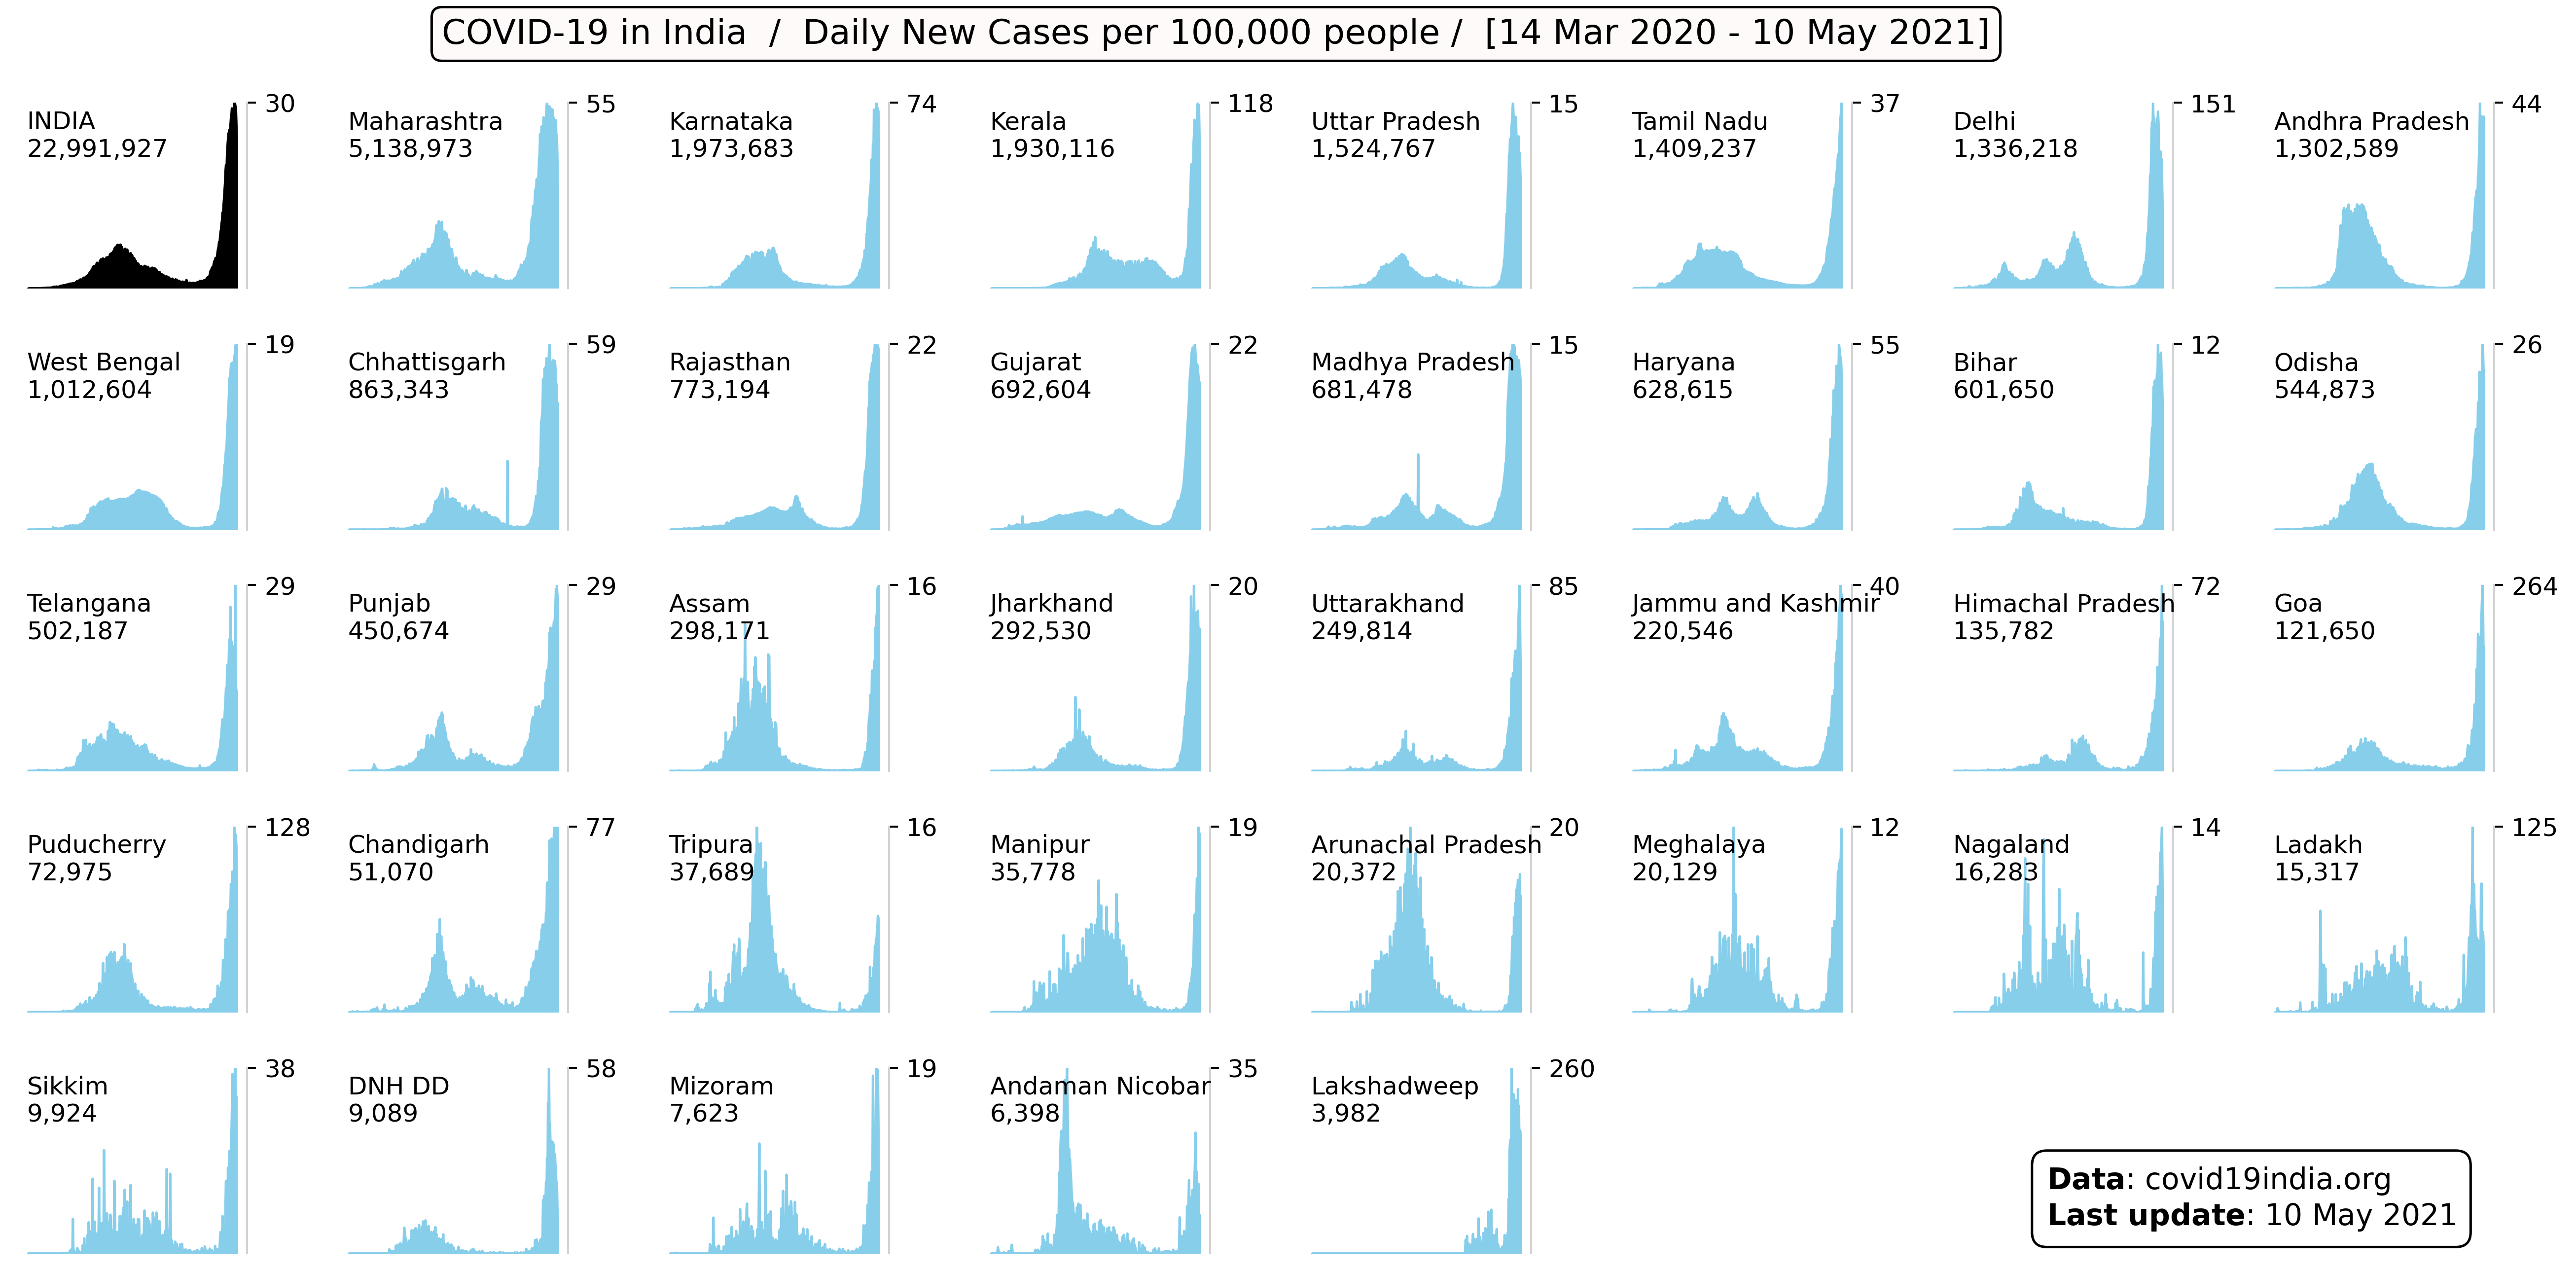 COVID-19 in India / Daily New Cases per 100,000 people / [14 Mar 2020 - 10 May 2021]
INDIA
22,991,927
30
Maharashtra
5,138,973
55
Karnataka
1,973,683
74
Kerala
1,930,116
118
Uttar Pradesh
1,524,767
15
Tamil Nadu
1,409,237
37
Delhi
1,336,218
151
Andhra Pradesh
1,302,589
44
West Bengal
1,012,604
19
Chhattisgarh
863,343
59
Rajasthan
773,194
22
Gujarat
692,604
22
Madhya Pradesh
681,478
15
Haryana
628,615
55
Bihar
601,650
12
Odisha
544,873
26
Telangana
502,187
29
Punjab
450,674
29
Assam
298,171
16
Jharkhand
292,530
20
Uttarakhand
249,814
85
Jammu and Kashmir
220,546
40
Himachal Pradesh
135,782
72
Goa
121,650
264
Puducherry
72,975
128
Chandigarh
51,070
77
Tripura
37,689
16
Manipur
35,778
19
Arunachal Pradesh
20,372
20
Meghalaya
20,129
12
Nagaland
16,283
14
Ladakh
15,317
125
Sikkim
9,924
38
DNH DD
9,089
58
Mizoram
7,623
19
Andaman Nicobar
6,398
35
Lakshadweep
3,982
260
Data: covid19india.org
Last update: 10 May 2021